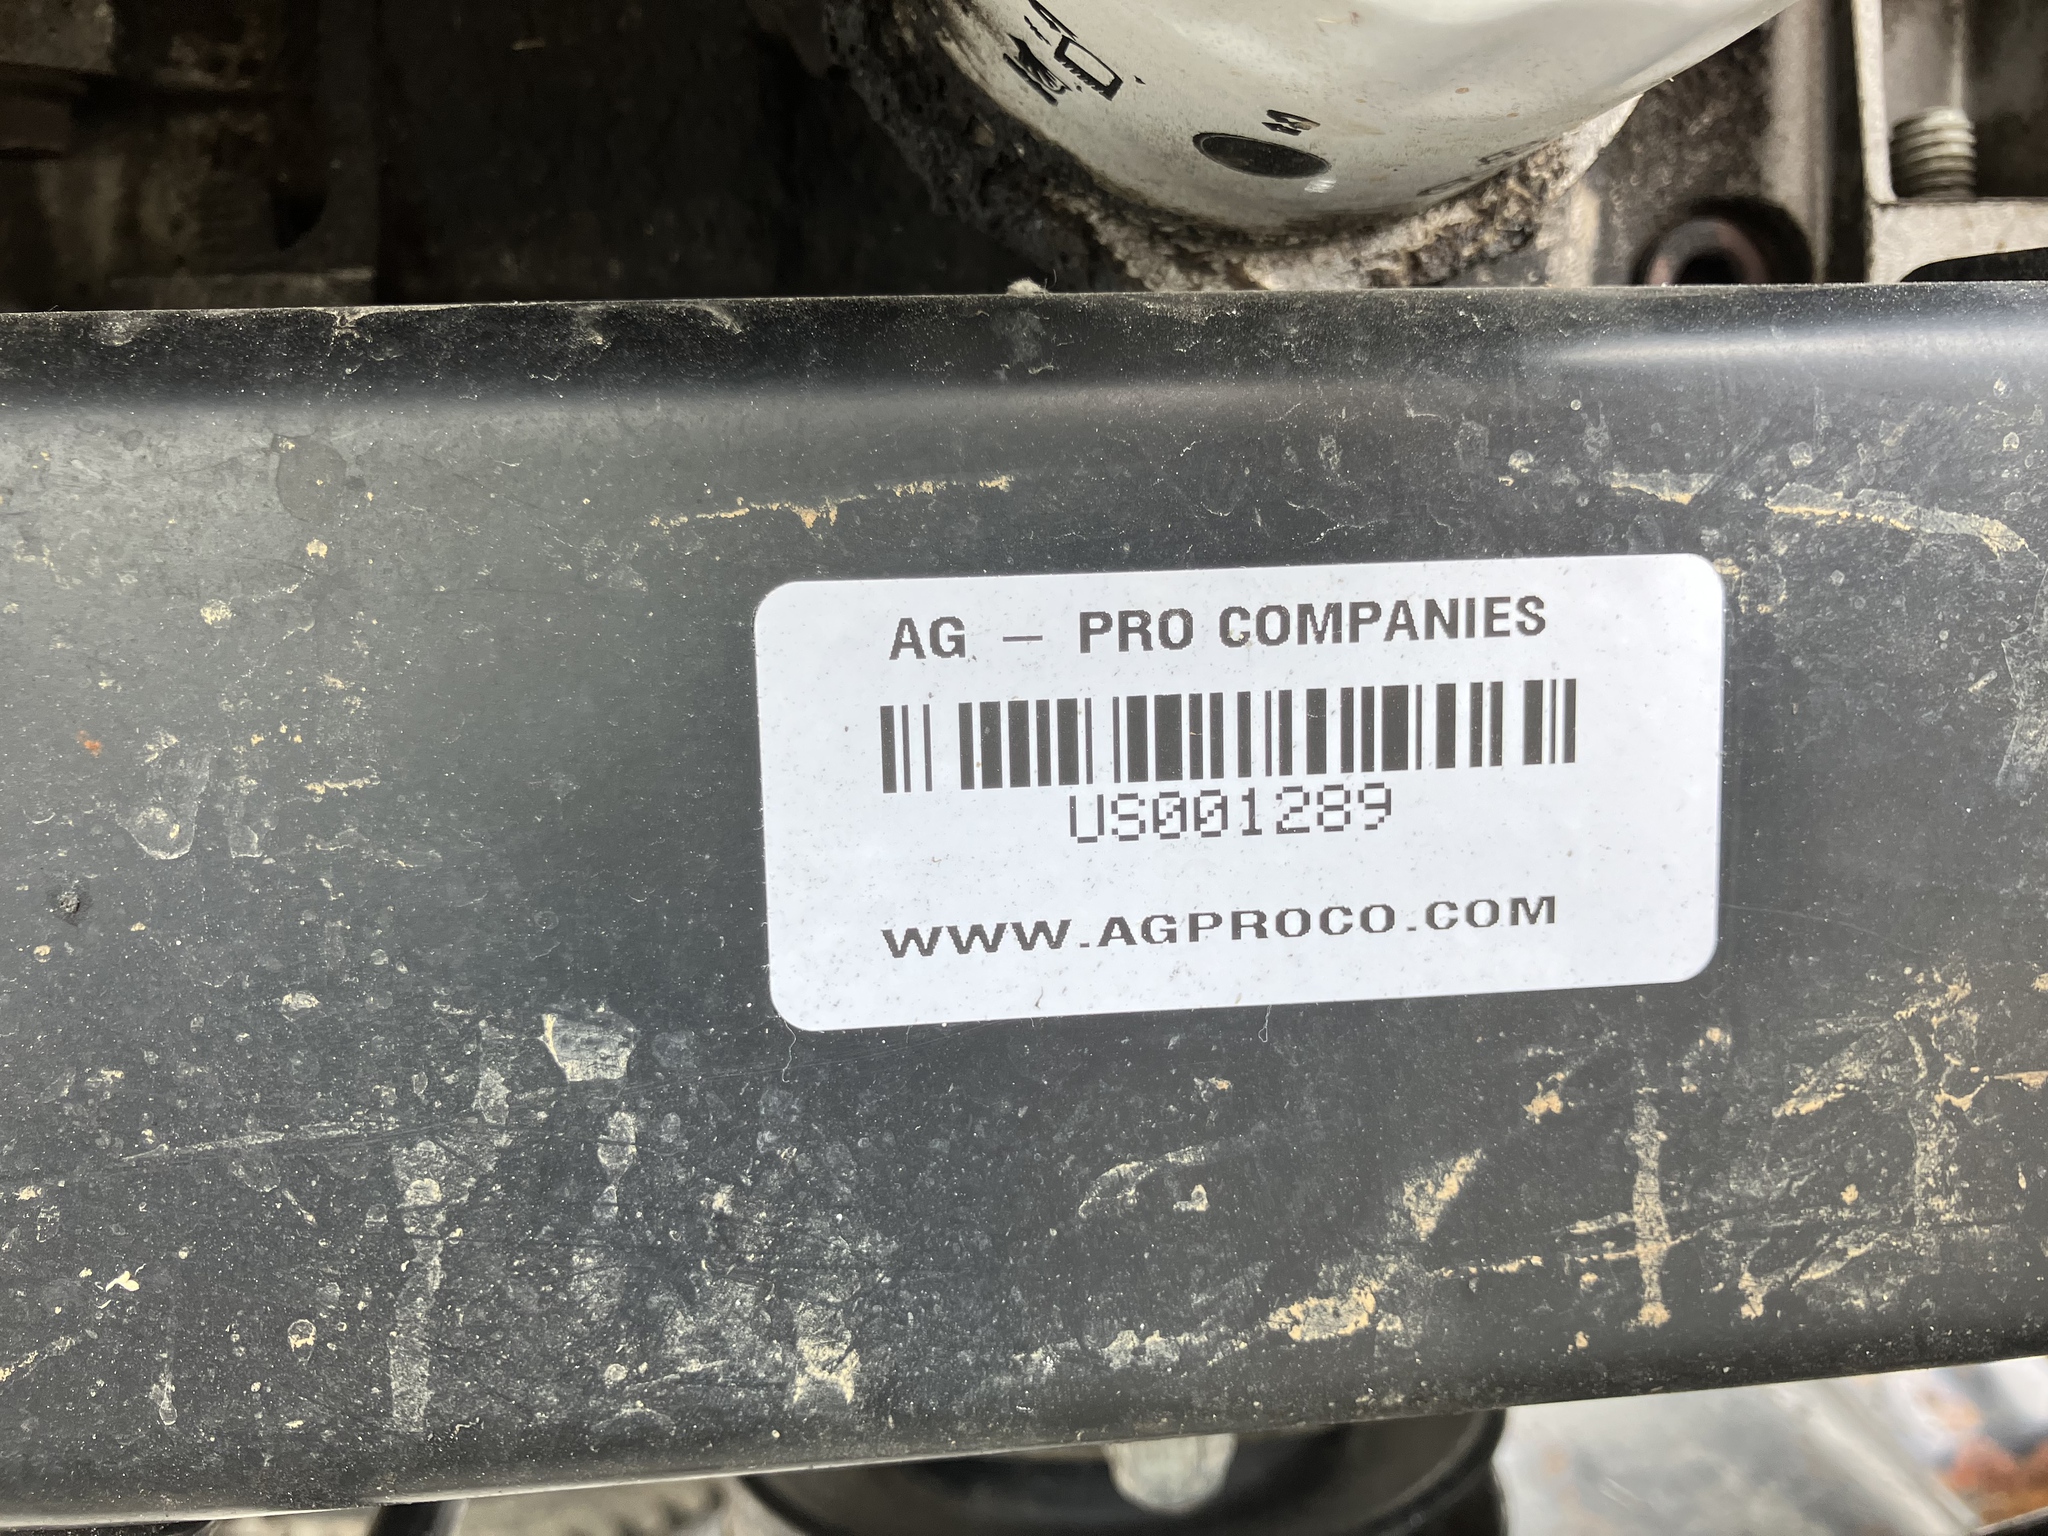 AG - PRO COMPANIES
US001289
WWW.AGPROCO.COM